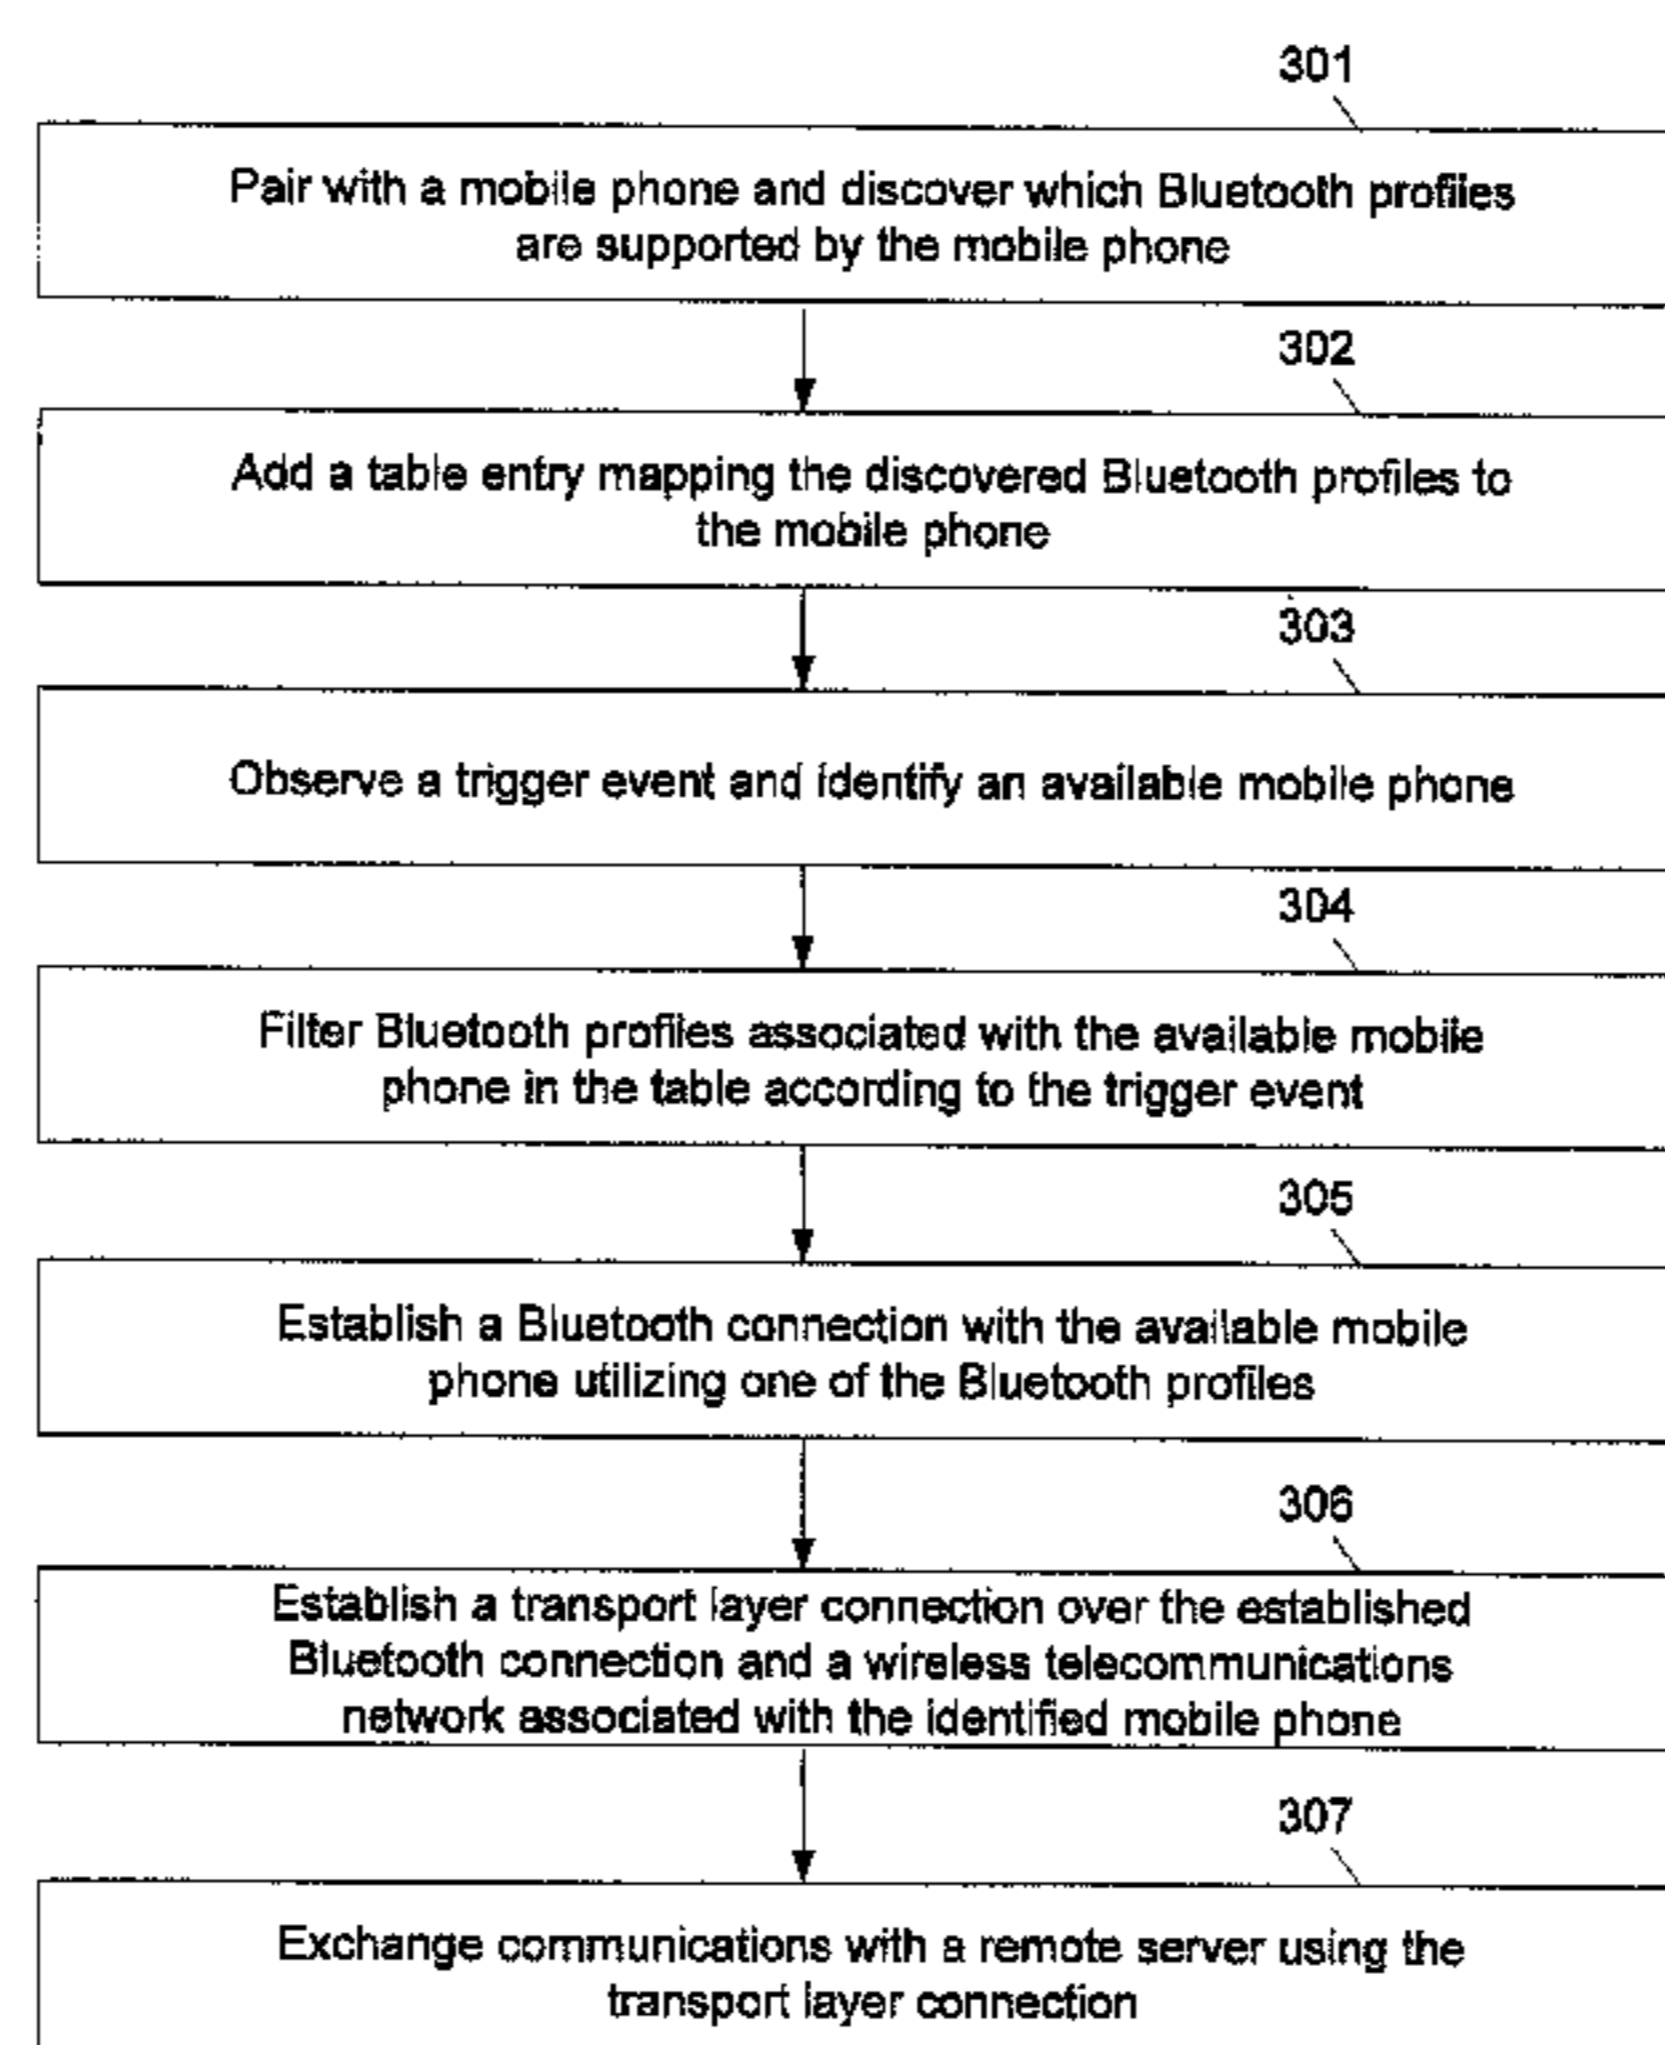 301
Pair with a mobile phone and discover which Bluetooth profiles
are supported by the mobile phone
302
Add a table entry mapping the discovered Bluetooth profiles to
the mobile phone
303
Observe a trigger event and identify an available mobile phone
304
Filter Bluetooth profiles associated with the available mobile
phone in the table according to the trigger event
305
Establish a Bluetooth connection with the available mobile
phone utilizing one of the Bluetooth profiles
306
Establish a transport layer connection over the established
Bluetooth connection and a wireless telecommunications
network associated with the identified mobile phone
307
Exchange communications with a remote server using the
transport layer connection